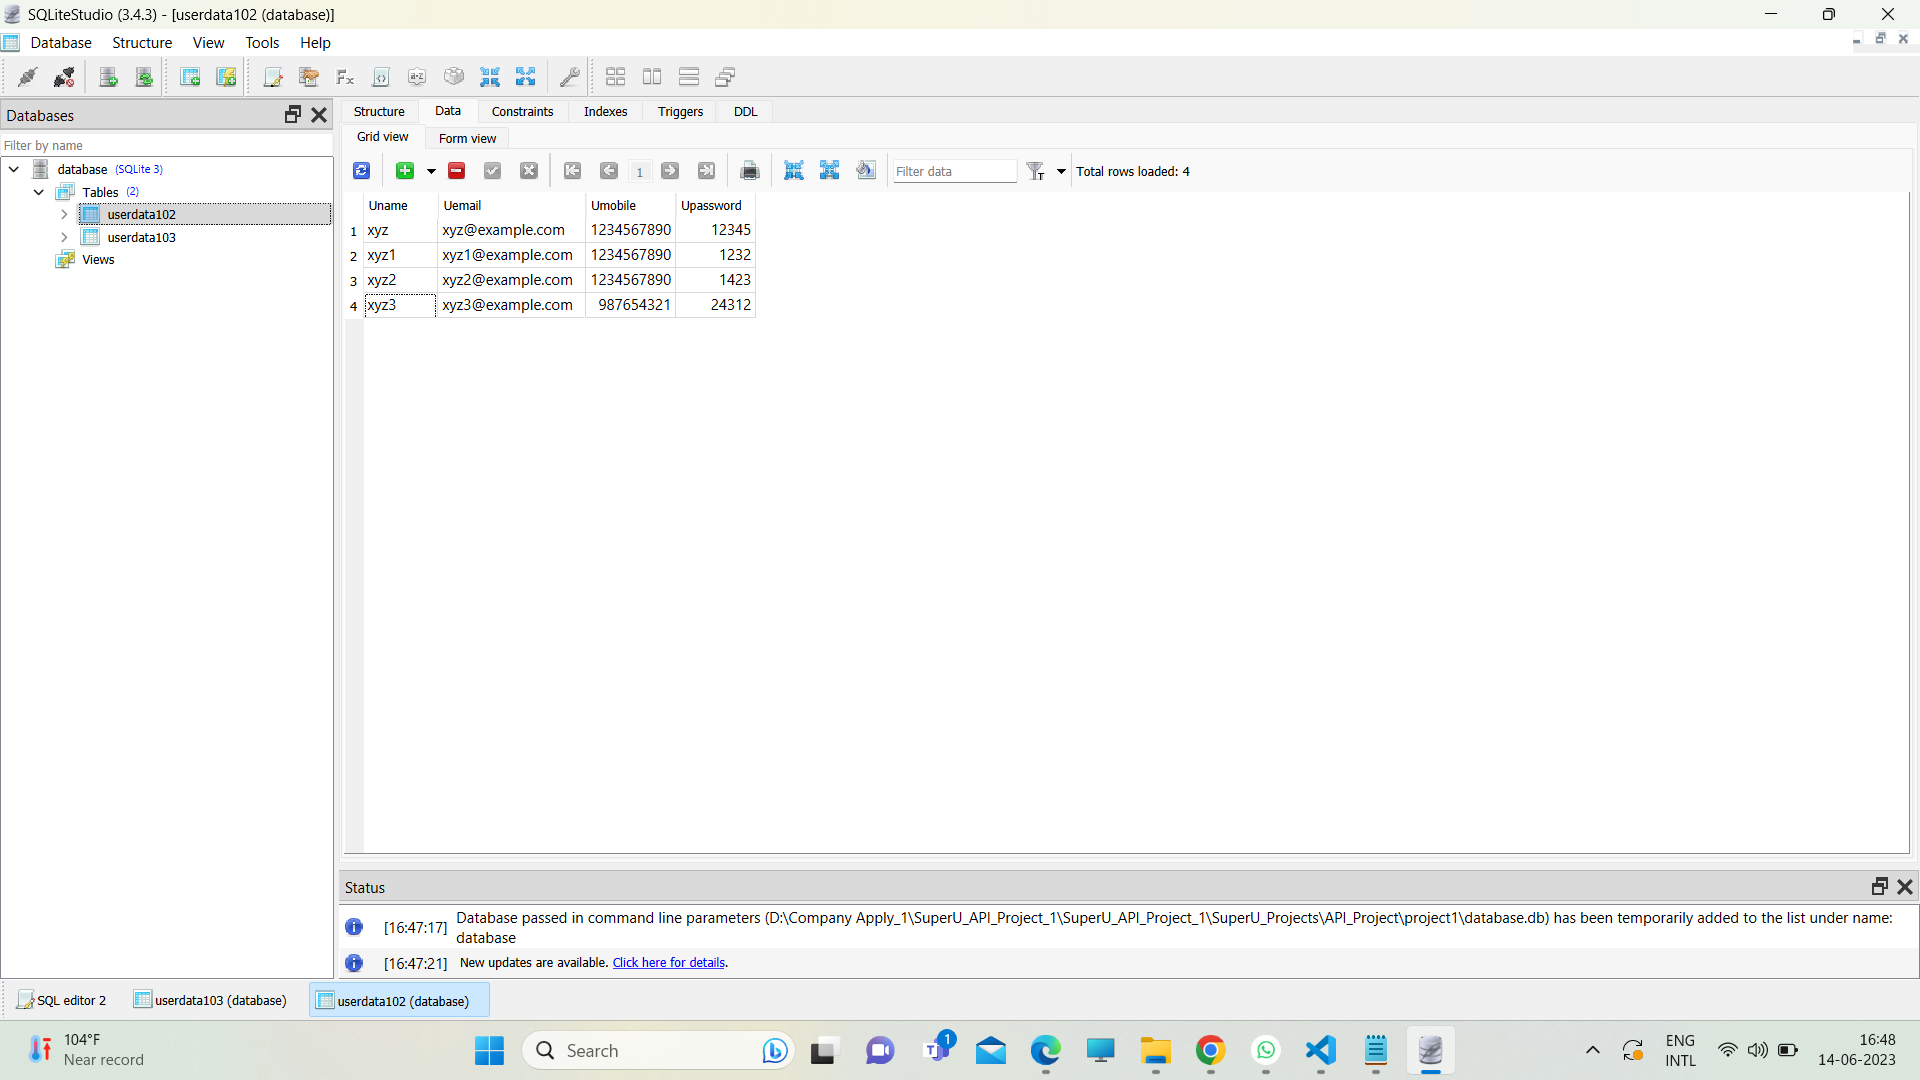 SQLiteStudio (3.4.3) - [userdata102 (database)]
Database Structure View Tools Help
Databases
Filter by name
database (SQLite 3)
Tables (2)
userdata102
userdata103
Views
Structure Data Constraints Indexes Triggers DDL
Grid view Form view
1 Filter data T Total rows loaded: 4
Uname Uemail Umobile Upassword
1 xyz xyz@example.com 1234567890 12345
2 xyz1 xyz1@example.com 1234567890 1232
3 xyz2 xyz2@example.com 1234567890 1423
4 xyz3 xyz3@example.com 987654321 24312
Status
[16:47:17] Database passed in command line parameters (D:\Company Apply_1\SuperU_API_Project_1\SuperU_API_Project_1\SuperU_Projects\API_Project\project1\database.db) has been temporarily added to the list under name:
database
[16:47:21] New updates are available. Click here for details.
SQL editor 2 userdata103 (database) userdata102 (database)
104°F
Near record
Search
1
ENG
INTL
16:48
14-06-2023